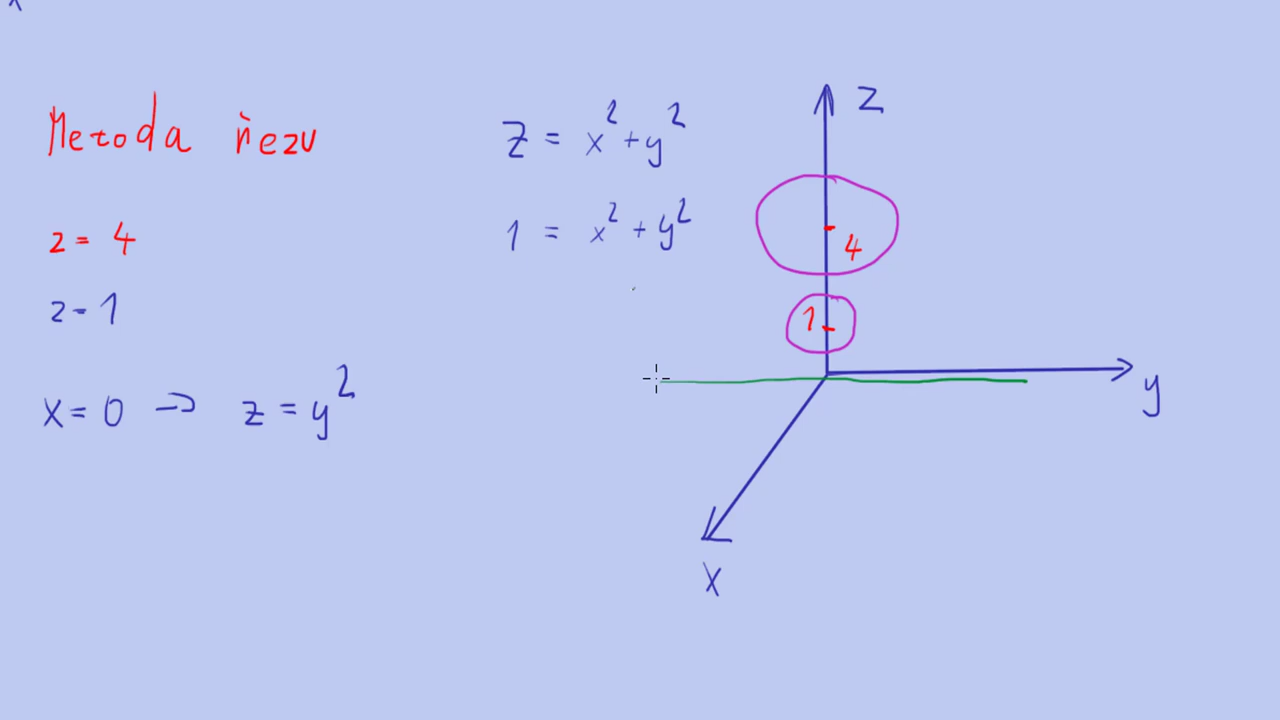 Metoda řezu
z = x² + y²
z = 4
1 = x² + y²
z = 1
x = 0 → z = y²
z
4
1
y
x